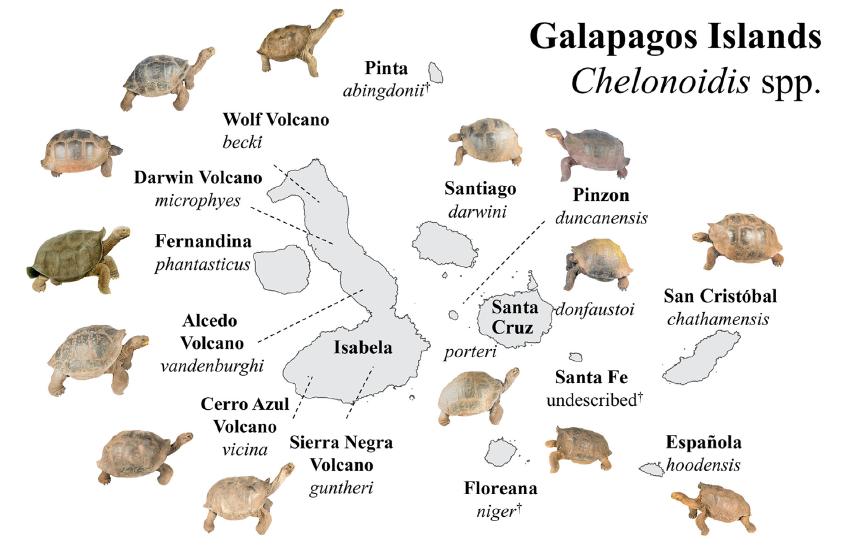 Galapagos Islands
Chelonoidis spp.
Pinta
abingdonii†
Wolf Volcano
becki
Darwin Volcano
microphyes
Santiago
darwini
Pinzon
duncanensis
Fernandina
phantasticus
San Cristóbal
chathamensis
Santa
Cruz
donfaustoi
porteri
Alcedo
Volcano
vandenburghi
Isabela
Santa Fe
undescribed†
Cerro Azul
Volcano
vicina
Sierra Negra
Volcano
guntheri
Española
hoodensis
Floreana
niger†